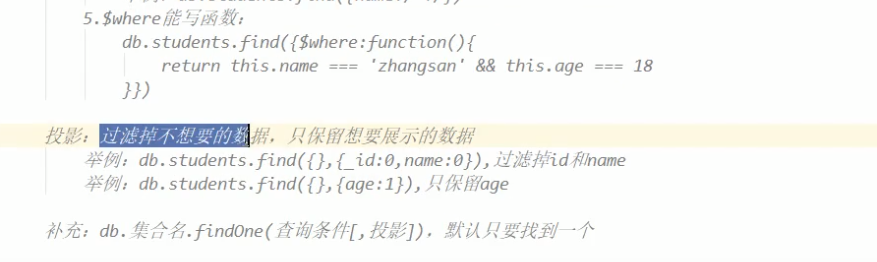 5.$where能写函数:
db.students.find({$where:function(){
return this.name === 'zhangsan' && this.age === 18
}})
投影: 过滤掉不想要的数据, 只保留想要展示的数据
举例: db.students.find({},{_id:0,name:0}),过滤掉id和name
举例: db.students.find({},{age:1}),只保留age
补充: db.集合名.findOne(查询条件[,投影]), 默认只要找到一个